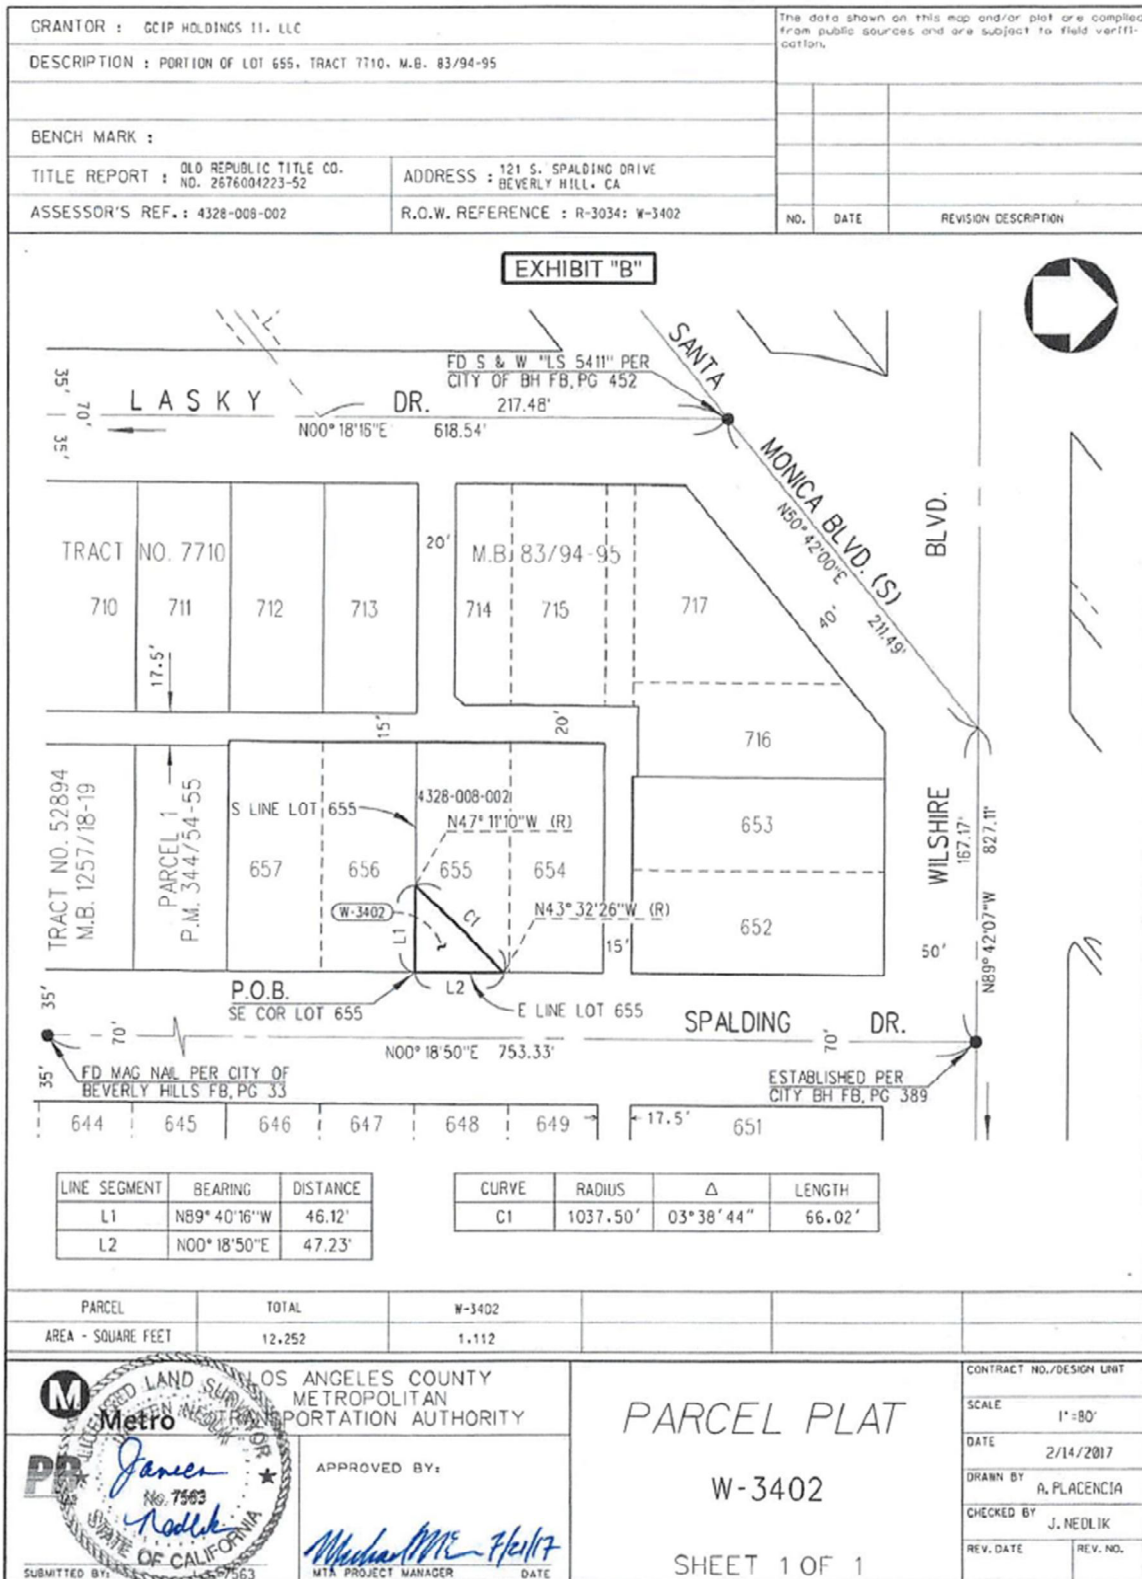 GRANTOR : GCIP HOLDINGS II. LLC
DESCRIPTION : PORTION OF LOT 655, TRACT 7710, M.B. 83/94-95
BENCH MARK :
TITLE REPORT : OLD REPUBLIC TITLE CO.
NO. 2676004223-52
ADDRESS : 121 S. SPALDING DRIVE
BEVERLY HILL. CA
ASSESSOR'S REF.: 4328-008-002
R.O.W. REFERENCE : R-3034: W-3402
The data shown on this map and/or plat are compiled
from public sources and are subject to field verifi-
cation.
NO. DATE REVISION DESCRIPTION
EXHIBIT "B"
SANTA
FD S & W "LS 5411" PER
CITY OF BH FB, PG 452
35'
70'
35'
LASKY DR.
217.48'
N00°18'16"E 618.54'
MONICA BLVD. (S)
N50°42'00"E
211.49'
40'
BLVD.
TRACT NO. 7710
20'
M.B. 83/94-95
710 711 712 713 714 715 717
17.5'
15'
20'
716
TRACT NO. 52894
M.B. 1257/18-19
PARCEL 1
P.M. 344/54-55
S LINE LOT 655
4328-008-002
N47°11'10"W (R)
653
WILSHIRE
167.17'
827.11'
657 656 655 654
W-3402
C1
N43°32'26"W (R)
L1
15'
652
50'
N89°42'07"W
L2
P.O.B.
SE COR LOT 655
E LINE LOT 655
35'
70'
35'
SPALDING DR.
70'
N00°18'50"E 753.33'
FD MAG NAIL PER CITY OF
BEVERLY HILLS FB, PG 33
ESTABLISHED PER
CITY BH FB, PG 389
644 645 646 647 648 649 17.5' 651
LINE SEGMENT BEARING DISTANCE
L1 N89°40'16"W 46.12'
L2 N00°18'50"E 47.23'
CURVE RADIUS Δ LENGTH
C1 1037.50' 03°38'44" 66.02'
PARCEL TOTAL W-3402
AREA - SQUARE FEET 12,252 1,112
M
Metro
LOS ANGELES COUNTY
METROPOLITAN
TRANSPORTATION AUTHORITY
LICENSED LAND SURVEYOR
No. 7563
STATE OF CALIFORNIA
PB
SUBMITTED BY:
7563
APPROVED BY:
7/21/17
MTA PROJECT MANAGER DATE
PARCEL PLAT
W-3402
SHEET 1 OF 1
CONTRACT NO./DESIGN UNIT
SCALE
1"=80'
DATE
2/14/2017
DRAWN BY
A. PLACENCIA
CHECKED BY
J. NEDLIK
REV. DATE REV. NO.